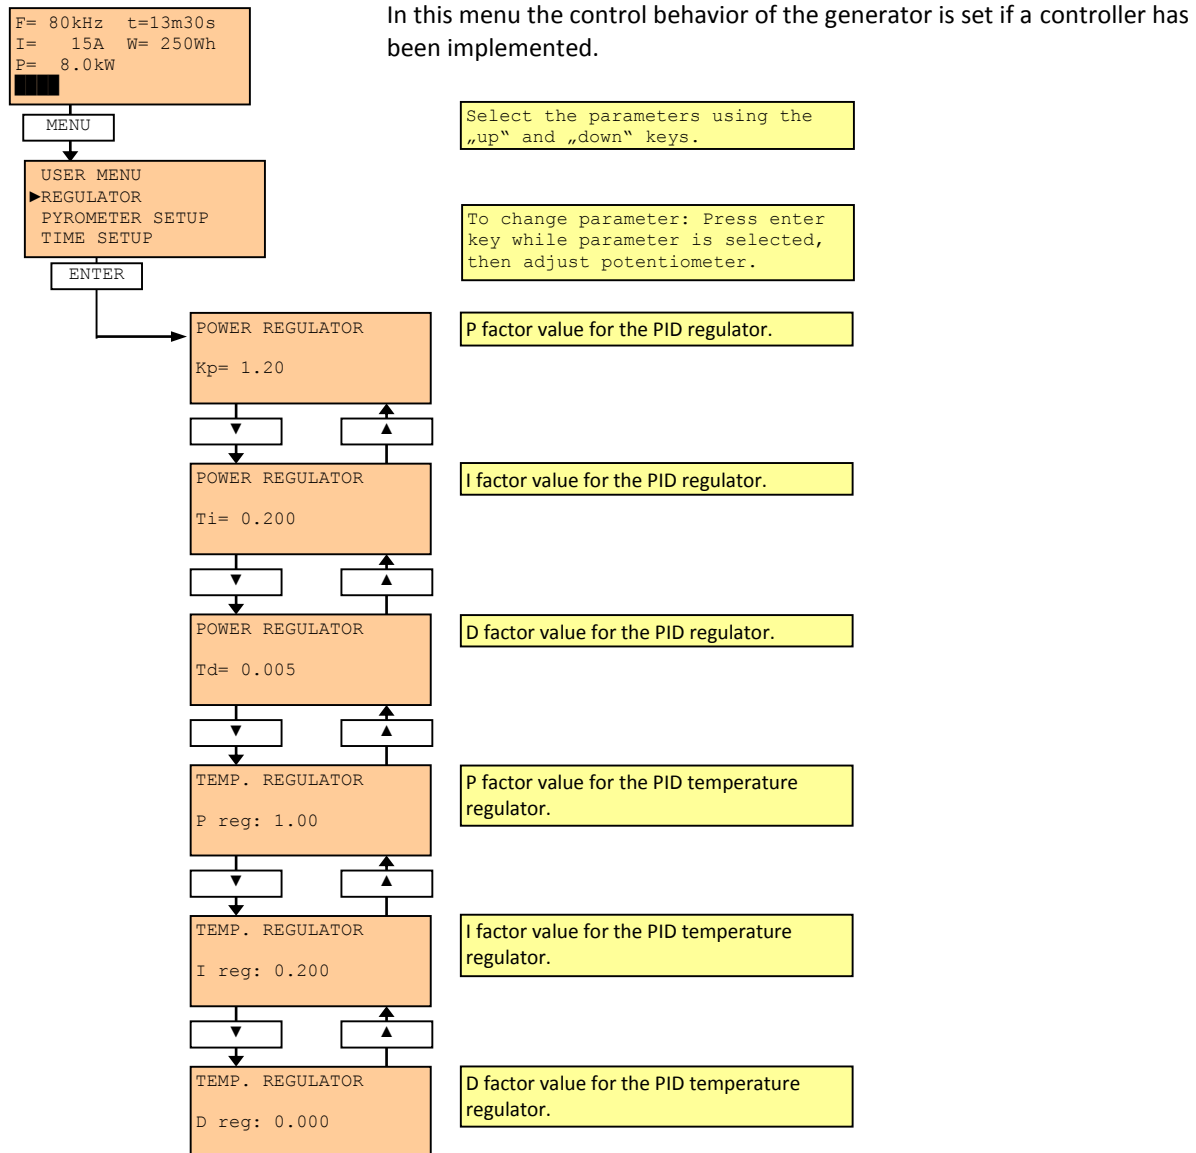 In this menu the control behavior of the generator is set if a controller has
been implemented.
F= 80kHz t=13m30s
I= 15A W= 250Wh
P= 8.0kW
MENU
Select the parameters using the
„up“ and „down“ keys.
USER MENU
►REGULATOR
PYROMETER SETUP
TIME SETUP
To change parameter: Press enter
key while parameter is selected,
then adjust potentiometer.
ENTER
POWER REGULATOR
Kp= 1.20
P factor value for the PID regulator.
▼ ▲
POWER REGULATOR
Ti= 0.200
I factor value for the PID regulator.
▼ ▲
POWER REGULATOR
Td= 0.005
D factor value for the PID regulator.
▼ ▲
TEMP. REGULATOR
P reg: 1.00
P factor value for the PID temperature
regulator.
▼ ▲
TEMP. REGULATOR
I reg: 0.200
I factor value for the PID temperature
regulator.
▼ ▲
TEMP. REGULATOR
D reg: 0.000
D factor value for the PID temperature
regulator.